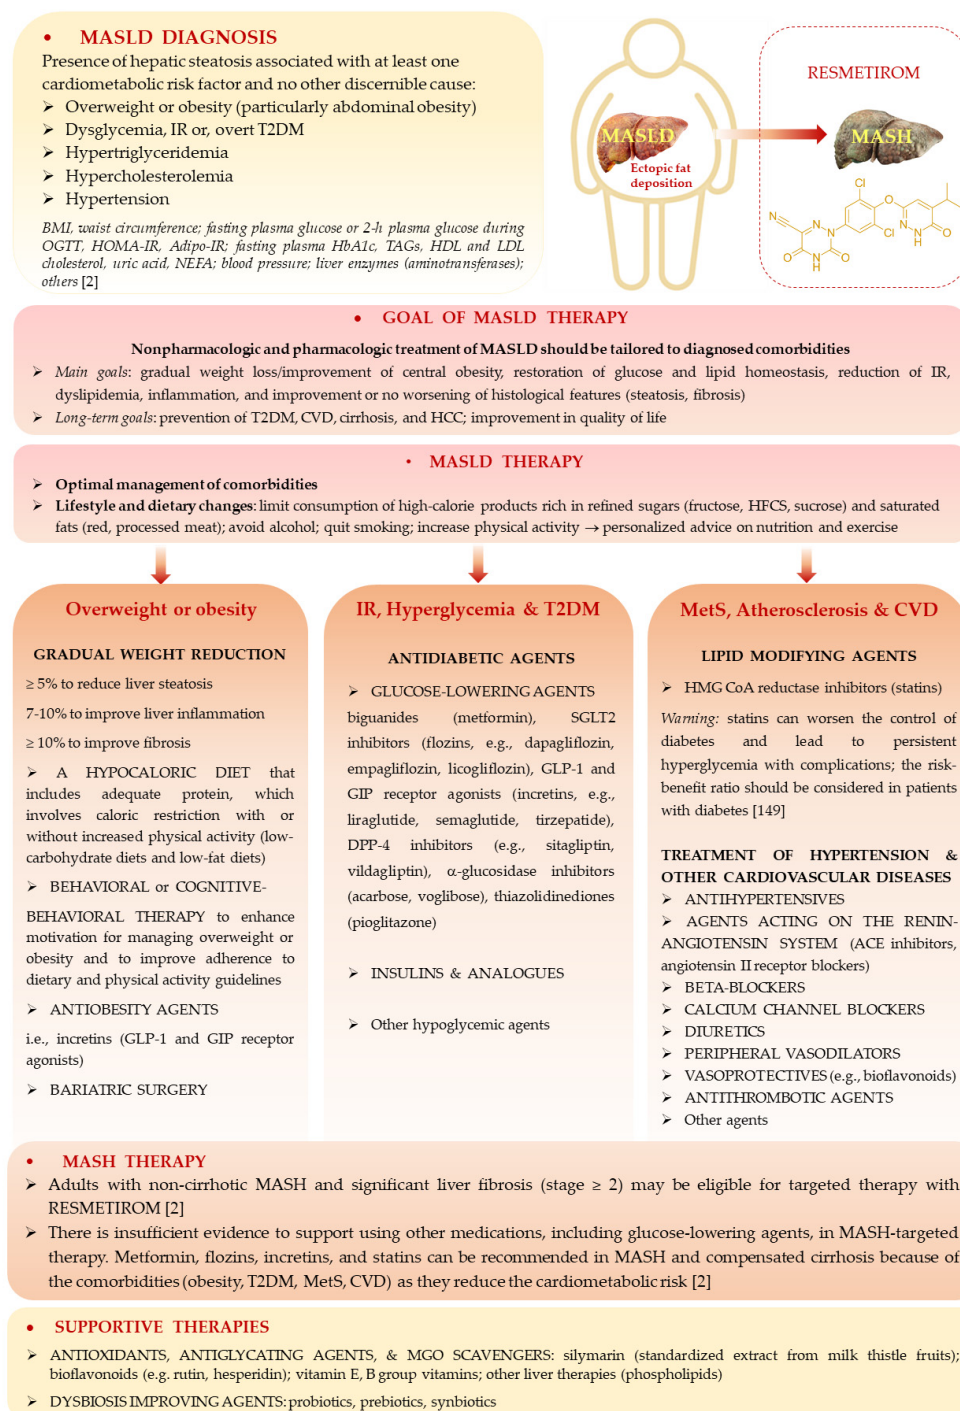 • MASLD DIAGNOSIS
Presence of hepatic steatosis associated with at least one
cardiometabolic risk factor and no other discernible cause:
➢ Overweight or obesity (particularly abdominal obesity)
➢ Dysglycemia, IR or, overt T2DM
➢ Hypertriglyceridemia
➢ Hypercholesterolemia
➢ Hypertension
BMI, waist circumference; fasting plasma glucose or 2-h plasma glucose during
OGTT, HOMA-IR, Adipo-IR; fasting plasma HbA1c, TAGs, HDL and LDL
cholesterol, uric acid, NEFA; blood pressure; liver enzymes (aminotransferases);
others [2]
MASLD
Ectopic fat
deposition
RESMETIROM
MASH
Cl
O
N
N
N
N
NH
O
Cl
O
N
H
O
• GOAL OF MASLD THERAPY
Nonpharmacologic and pharmacologic treatment of MASLD should be tailored to diagnosed comorbidities
➢ Main goals: gradual weight loss/improvement of central obesity, restoration of glucose and lipid homeostasis, reduction of IR,
dyslipidemia, inflammation, and improvement or no worsening of histological features (steatosis, fibrosis)
➢ Long-term goals: prevention of T2DM, CVD, cirrhosis, and HCC; improvement in quality of life
• MASLD THERAPY
➢ Optimal management of comorbidities
➢ Lifestyle and dietary changes: limit consumption of high-calorie products rich in refined sugars (fructose, HFCS, sucrose) and saturated
fats (red, processed meat); avoid alcohol; quit smoking; increase physical activity → personalized advice on nutrition and exercise
Overweight or obesity
GRADUAL WEIGHT REDUCTION
≥ 5% to reduce liver steatosis
7-10% to improve liver inflammation
≥ 10% to improve fibrosis
➢ A HYPOCALORIC DIET that
includes adequate protein, which
involves caloric restriction with or
without increased physical activity (low-
carbohydrate diets and low-fat diets)
➢ BEHAVIORAL or COGNITIVE-
BEHAVIORAL THERAPY to enhance
motivation for managing overweight or
obesity and to improve adherence to
dietary and physical activity guidelines
➢ ANTIOBESITY AGENTS
i.e., incretins (GLP-1 and GIP receptor
agonists)
➢ BARIATRIC SURGERY
IR, Hyperglycemia & T2DM
ANTIDIABETIC AGENTS
➢ GLUCOSE-LOWERING AGENTS
biguanides (metformin), SGLT2
inhibitors (flozins, e.g., dapagliflozin,
empagliflozin, licogliflozin), GLP-1 and
GIP receptor agonists (incretins, e.g.,
liraglutide, semaglutide, tirzepatide),
DPP-4 inhibitors (e.g., sitagliptin,
vildagliptin), α-glucosidase inhibitors
(acarbose, voglibose), thiazolidinediones
(pioglitazone)
➢ INSULINS & ANALOGUES
➢ Other hypoglycemic agents
MetS, Atherosclerosis & CVD
LIPID MODIFYING AGENTS
➢ HMG CoA reductase inhibitors (statins)
Warning: statins can worsen the control of
diabetes and lead to persistent
hyperglycemia with complications; the risk-
benefit ratio should be considered in patients
with diabetes [149]
TREATMENT OF HYPERTENSION &
OTHER CARDIOVASCULAR DISEASES
➢ ANTIHYPERTENSIVES
➢ AGENTS ACTING ON THE RENIN-
ANGIOTENSIN SYSTEM (ACE inhibitors,
angiotensin II receptor blockers)
➢ BETA-BLOCKERS
➢ CALCIUM CHANNEL BLOCKERS
➢ DIURETICS
➢ PERIPHERAL VASODILATORS
➢ VASOPROTECTIVES (e.g., bioflavonoids)
➢ ANTITHROMBOTIC AGENTS
➢ Other agents
• MASH THERAPY
➢ Adults with non-cirrhotic MASH and significant liver fibrosis (stage ≥ 2) may be eligible for targeted therapy with
RESMETIROM [2]
➢ There is insufficient evidence to support using other medications, including glucose-lowering agents, in MASH-targeted
therapy. Metformin, flozins, incretins, and statins can be recommended in MASH and compensated cirrhosis because of
the comorbidities (obesity, T2DM, MetS, CVD) as they reduce the cardiometabolic risk [2]
• SUPPORTIVE THERAPIES
➢ ANTIOXIDANTS, ANTIGLYCATING AGENTS, & MGO SCAVENGERS: silymarin (standardized extract from milk thistle fruits);
bioflavonoids (e.g. rutin, hesperidin); vitamin E, B group vitamins; other liver therapies (phospholipids)
➢ DYSBIOSIS IMPROVING AGENTS: probiotics, prebiotics, synbiotics